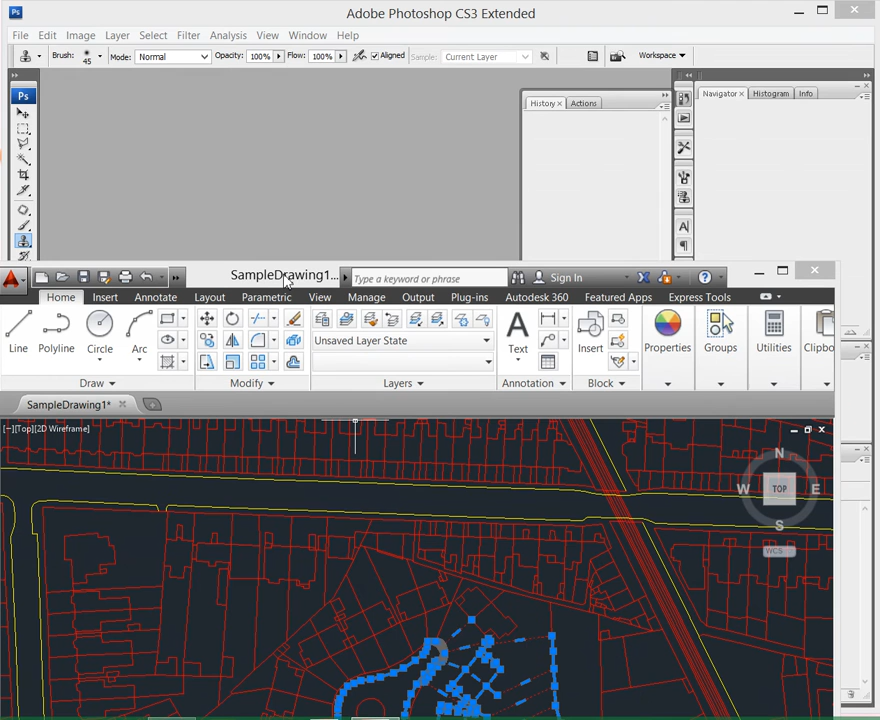 Ps Adobe Photoshop CS3 Extended
File Edit Image Layer Select Filter Analysis View Window Help
Brush: 45 Mode: Normal Opacity: 100% Flow: 100% Aligned Sample: Current Layer Workspace
Ps
History Actions
Navigator Histogram Info
A
SampleDrawing1... Type a keyword or phrase Sign In
Home Insert Annotate Layout Parametric View Manage Output Plug-ins Autodesk 360 Featured Apps Express Tools
Unsaved Layer State
Line Polyline Circle Arc Text Insert Properties Groups Utilities Clipbo
Draw Modify Layers Annotation Block
SampleDrawing1*
[–][Top][2D Wireframe]
N
W TOP E
S
WCS